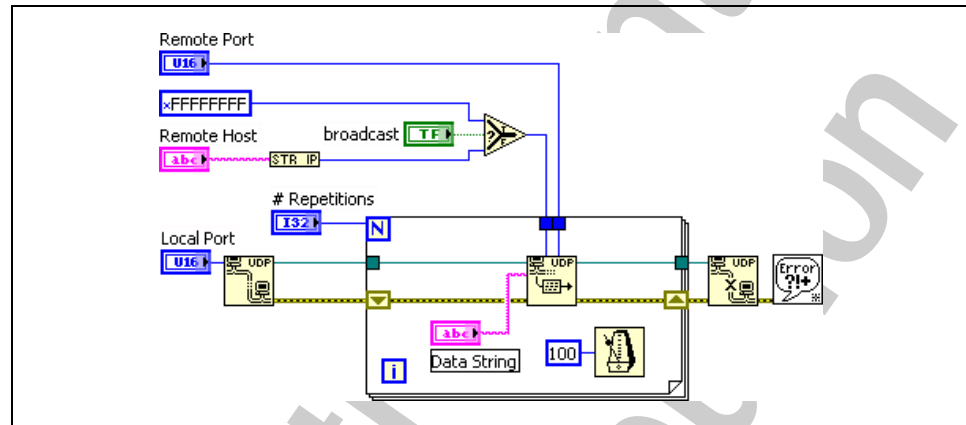 Remote Port
U16
×FFFFFFFF
broadcast
TF
?
Remote Host
abc
STR IP
# Repetitions
I32
N
Local Port
U16
UDP
UDP
UDP
Error
?!+
abc
Data String
100
i